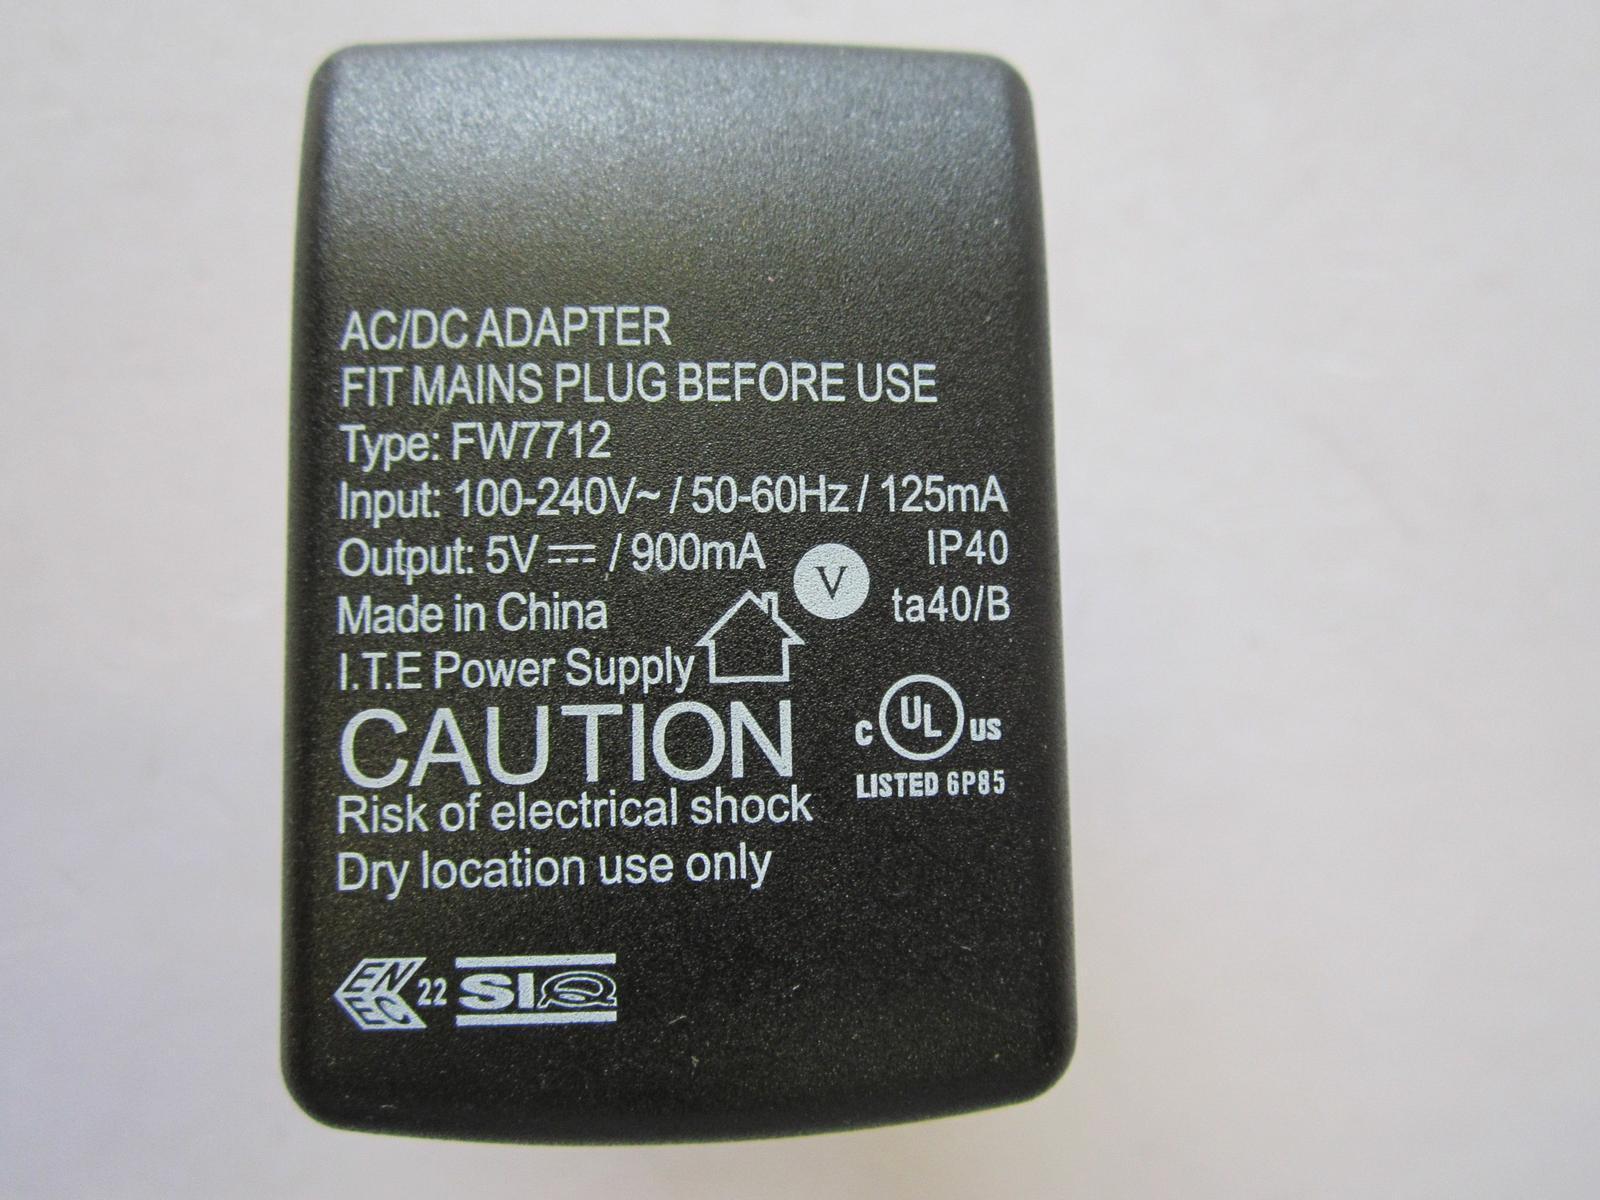 AC/DC ADAPTER
FIT MAINS PLUG BEFORE USE
Type: FW7712
Input: 100-240V~ / 50-60Hz / 125mA
Output: 5V ⎓ / 900mA
IP40
V
ta40/B
Made in China
I.T.E Power Supply
CAUTION
c UL us
LISTED 6P85
Risk of electrical shock
Dry location use only
EN
EC
22
SIQ